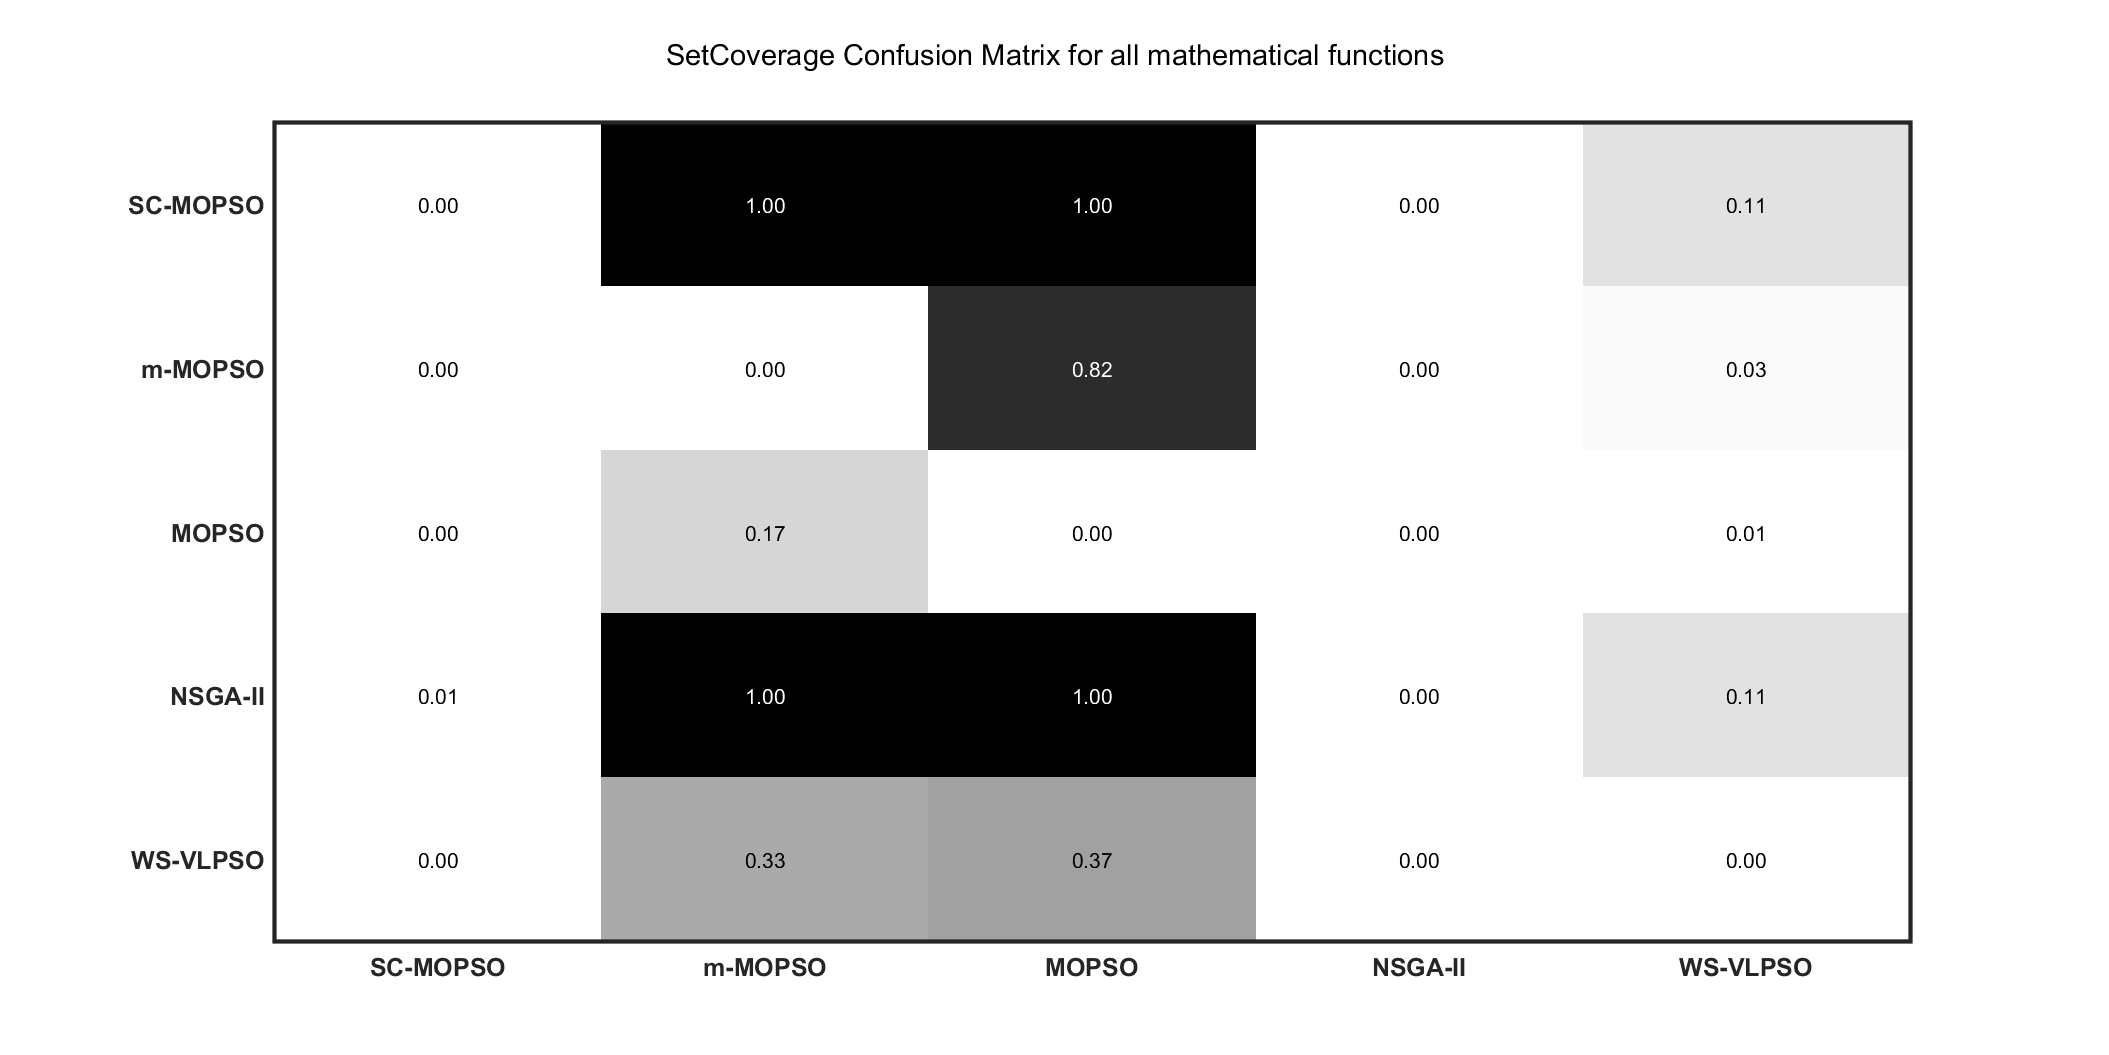 SetCoverage Confusion Matrix for all mathematical functions
SC-MOPSO 0.00 1.00 1.00 0.00 0.11
m-MOPSO 0.00 0.00 0.82 0.00 0.03
MOPSO 0.00 0.17 0.00 0.00 0.01
NSGA-II 0.01 1.00 1.00 0.00 0.11
WS-VLPSO 0.00 0.33 0.37 0.00 0.00
SC-MOPSO m-MOPSO MOPSO NSGA-II WS-VLPSO